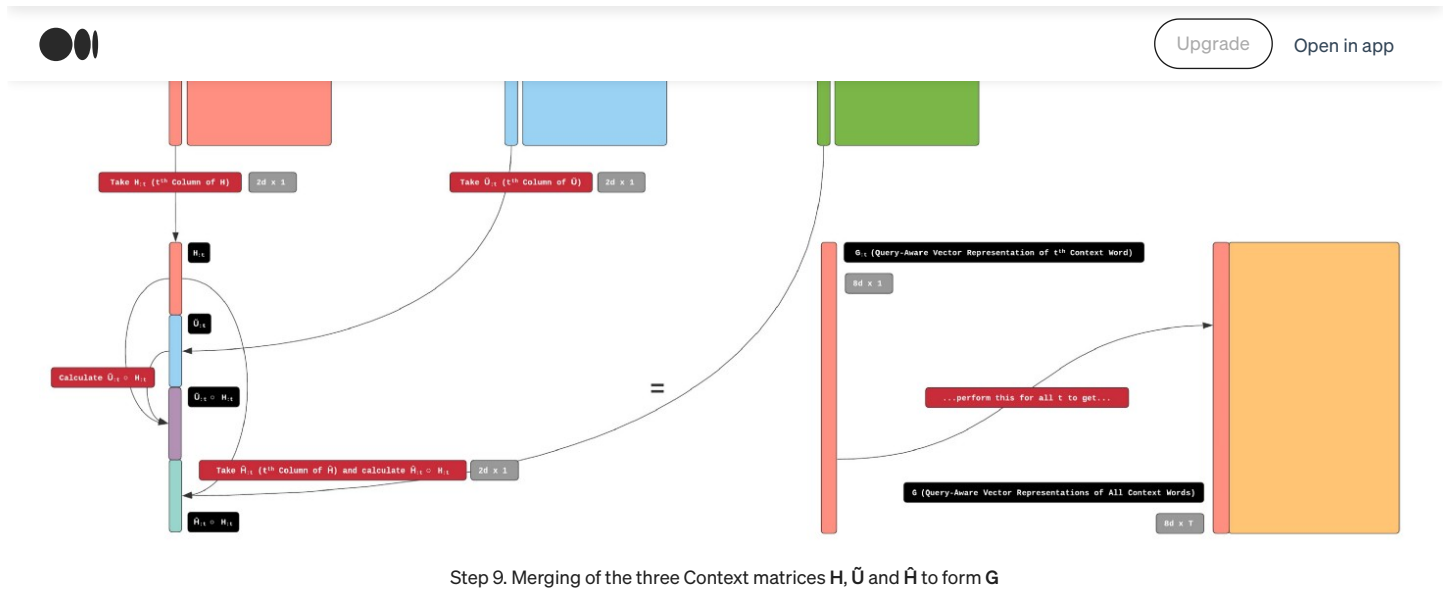 Upgrade
Open in app
Take H:t (tth Column of H)
2d x 1
Take Ũ:t (tth Column of Ũ)
2d x 1
H:t
G:t (Query-Aware Vector Representation of tth Context Word)
8d x 1
Ũ:t
Calculate Ũ:t ○ H:t
=
Ũ:t ○ H:t
...perform this for all t to get...
Take Ĥ:t (tth Column of Ĥ) and calculate Ĥ:t ○ H:t
2d x 1
G (Query-Aware Vector Representations of All Context Words)
Ĥ:t ○ H:t
8d x T
Step 9. Merging of the three Context matrices H, Ũ and Ĥ to form G